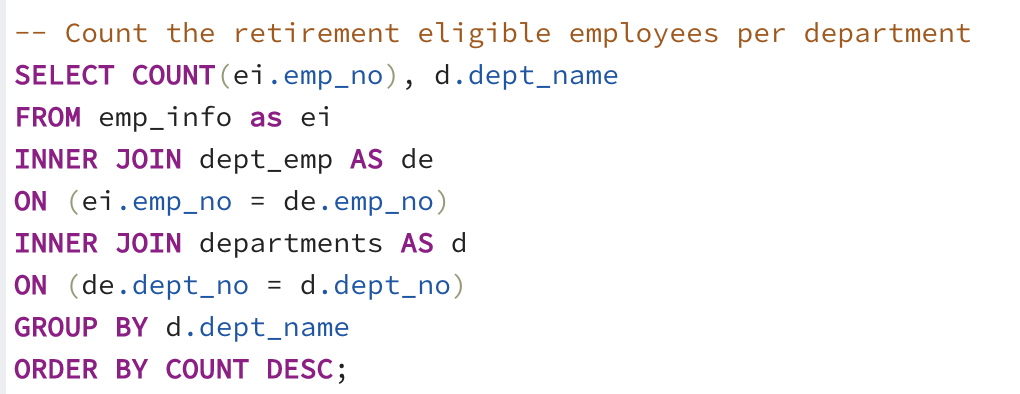 -- Count the retirement eligible employees per department
SELECT COUNT(ei.emp_no), d.dept_name
FROM emp_info as ei
INNER JOIN dept_emp AS de
ON (ei.emp_no = de.emp_no)
INNER JOIN departments AS d
ON (de.dept_no = d.dept_no)
GROUP BY d.dept_name
ORDER BY COUNT DESC;